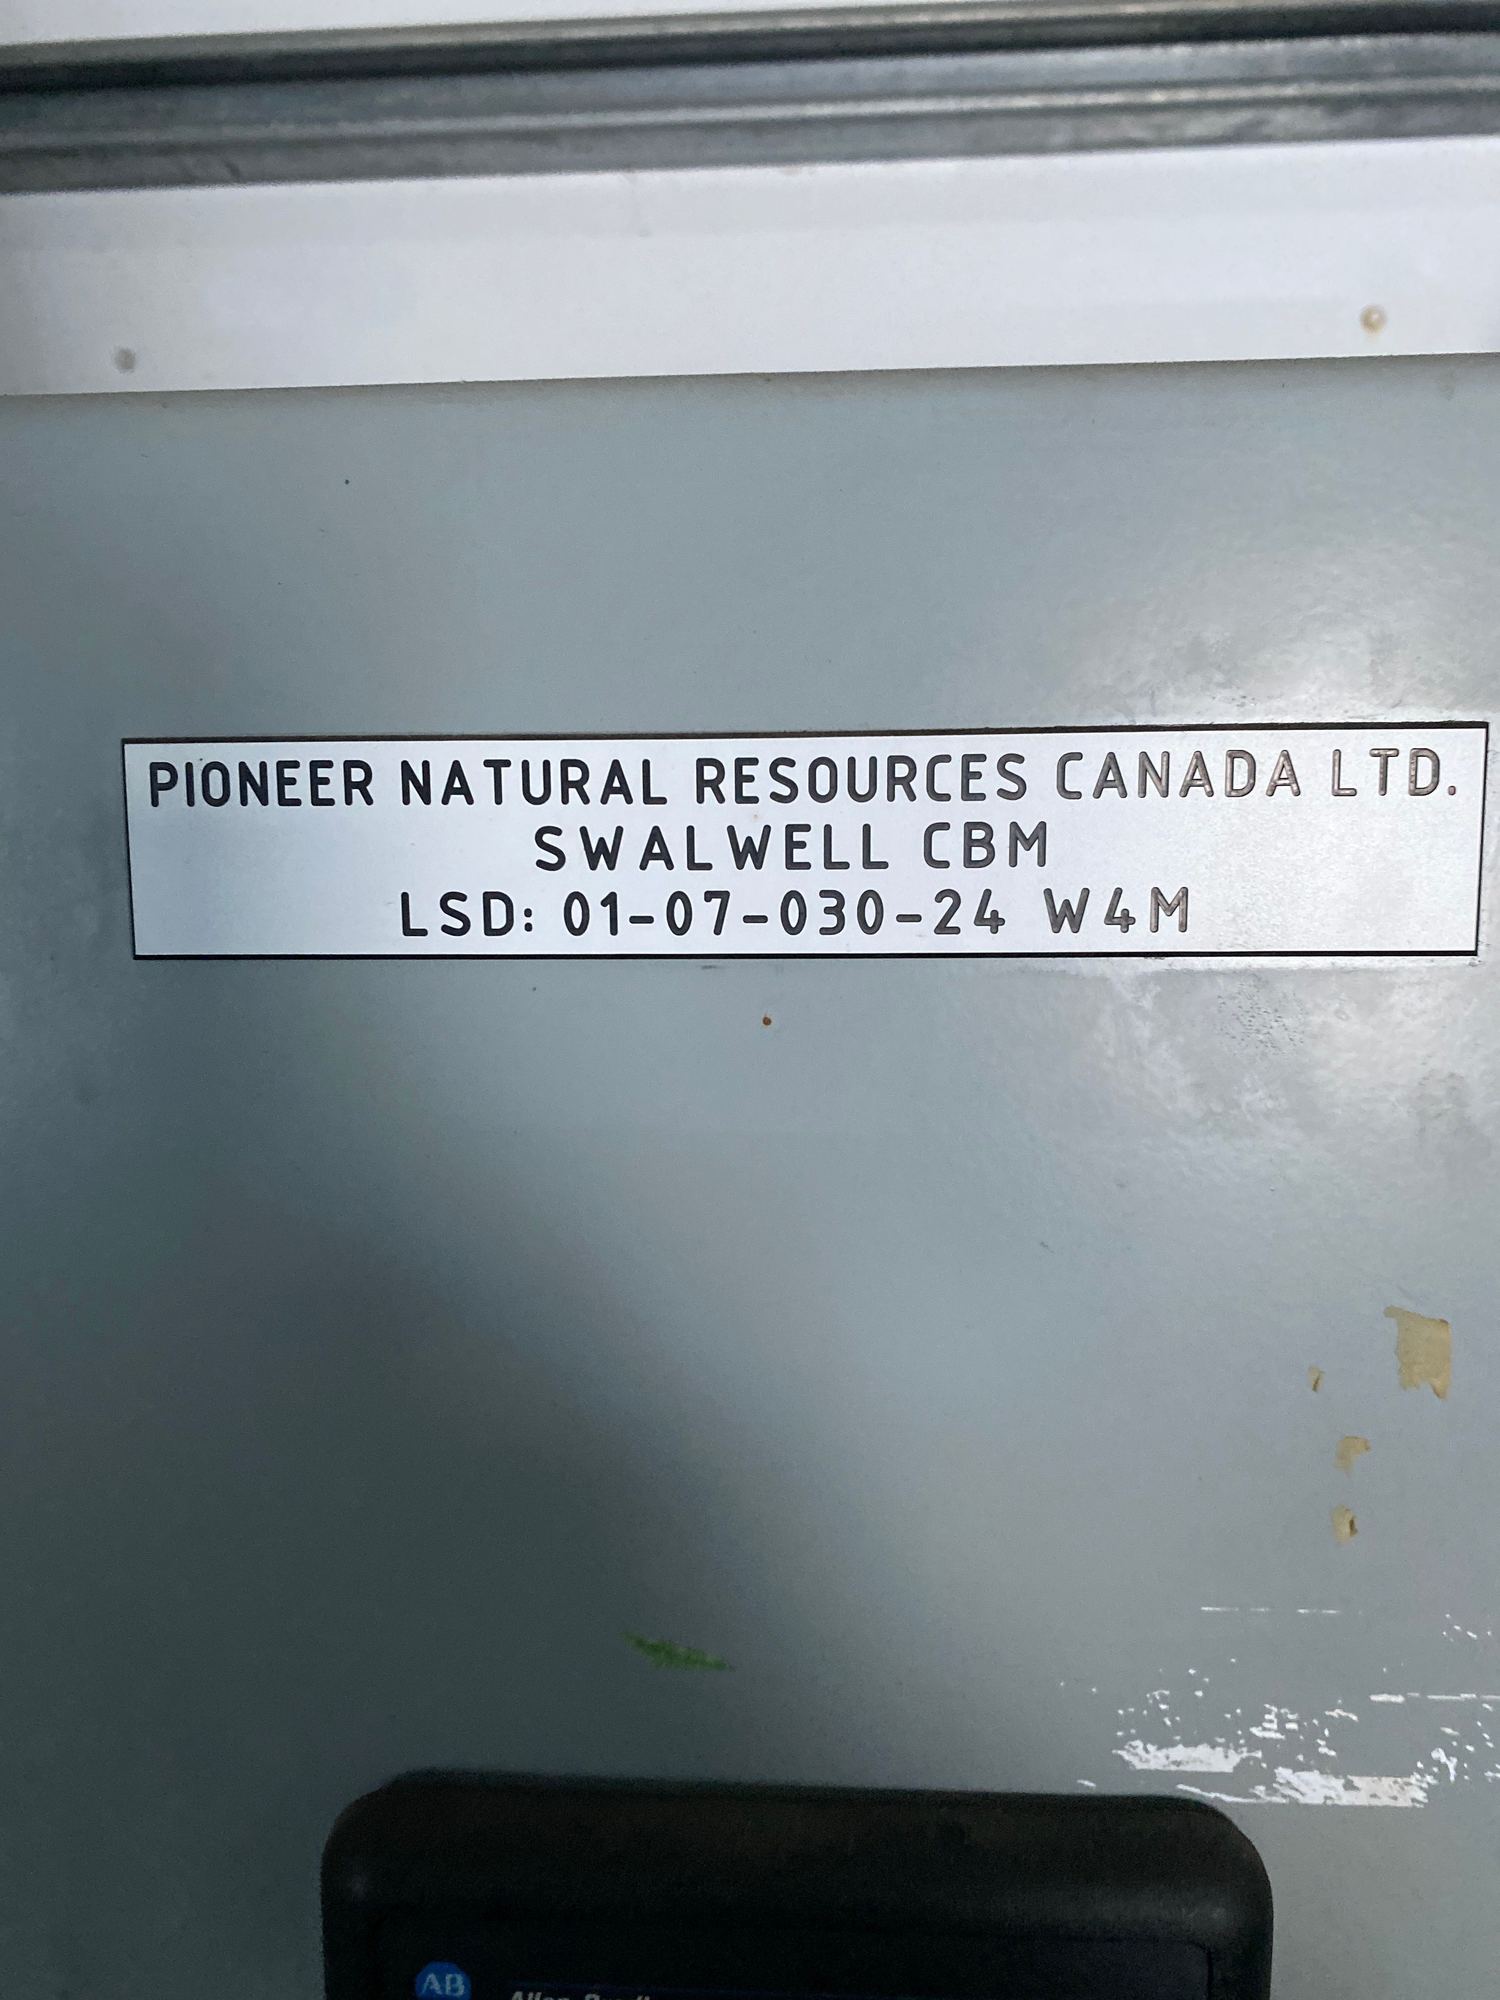 PIONEER NATURAL RESOURCES CANADA LTD.
SWALWELL CBM
LSD: 01-07-030-24 W4M
AB